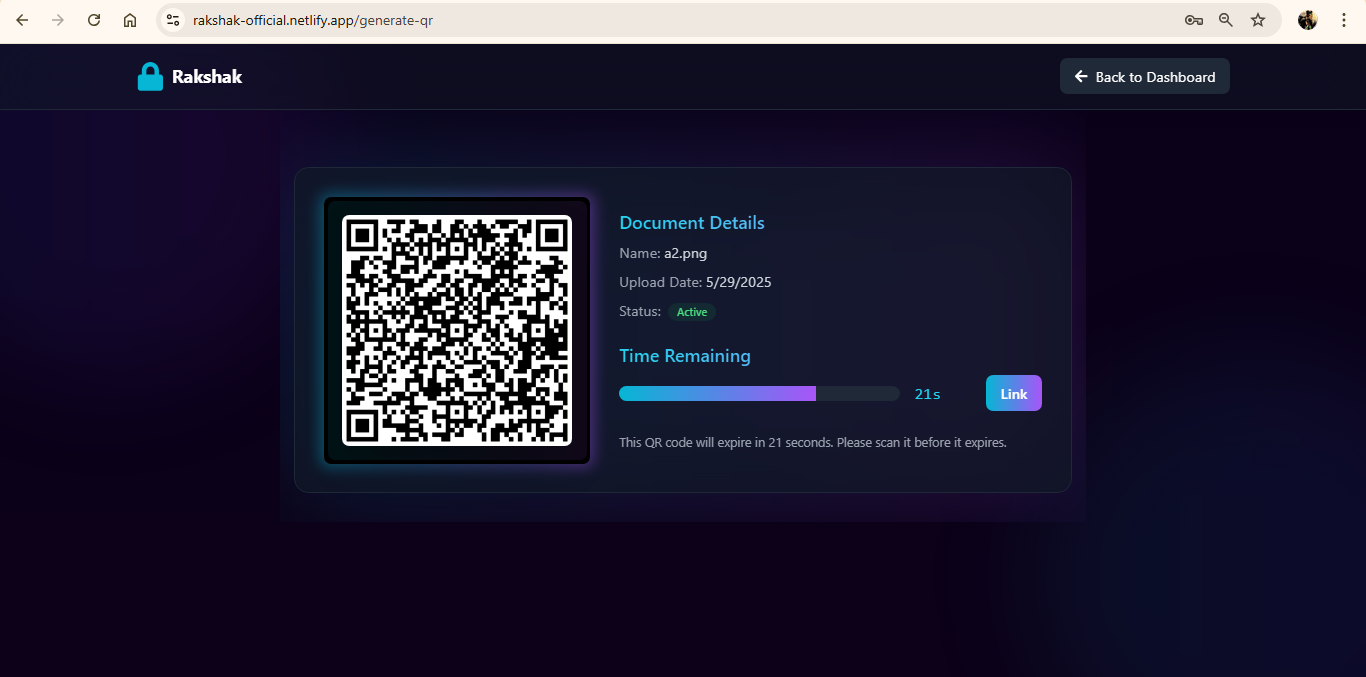 rakshak-official.netlify.app/generate-qr
Rakshak
Back to Dashboard
Document Details
Name: a2.png
Upload Date: 5/29/2025
Status: Active
Time Remaining
21s
Link
This QR code will expire in 21 seconds. Please scan it before it expires.